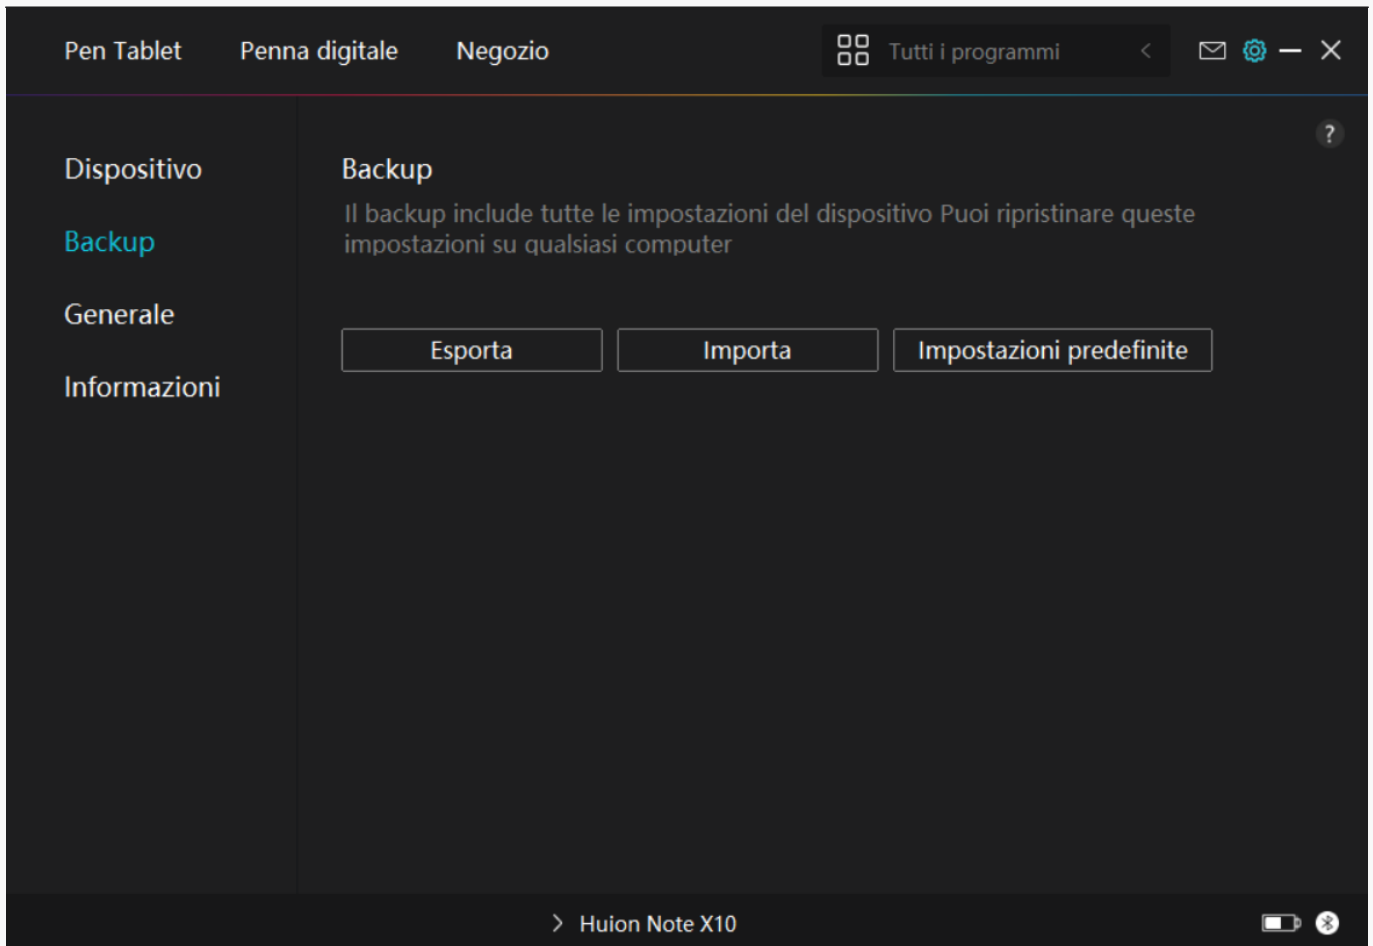 Pen Tablet Penna digitale Negozio Tutti i programmi
?
Dispositivo
Backup
Generale
Informazioni
Backup
Il backup include tutte le impostazioni del dispositivo Puoi ripristinare queste
impostazioni su qualsiasi computer
Esporta Importa Impostazioni predefinite
Huion Note X10